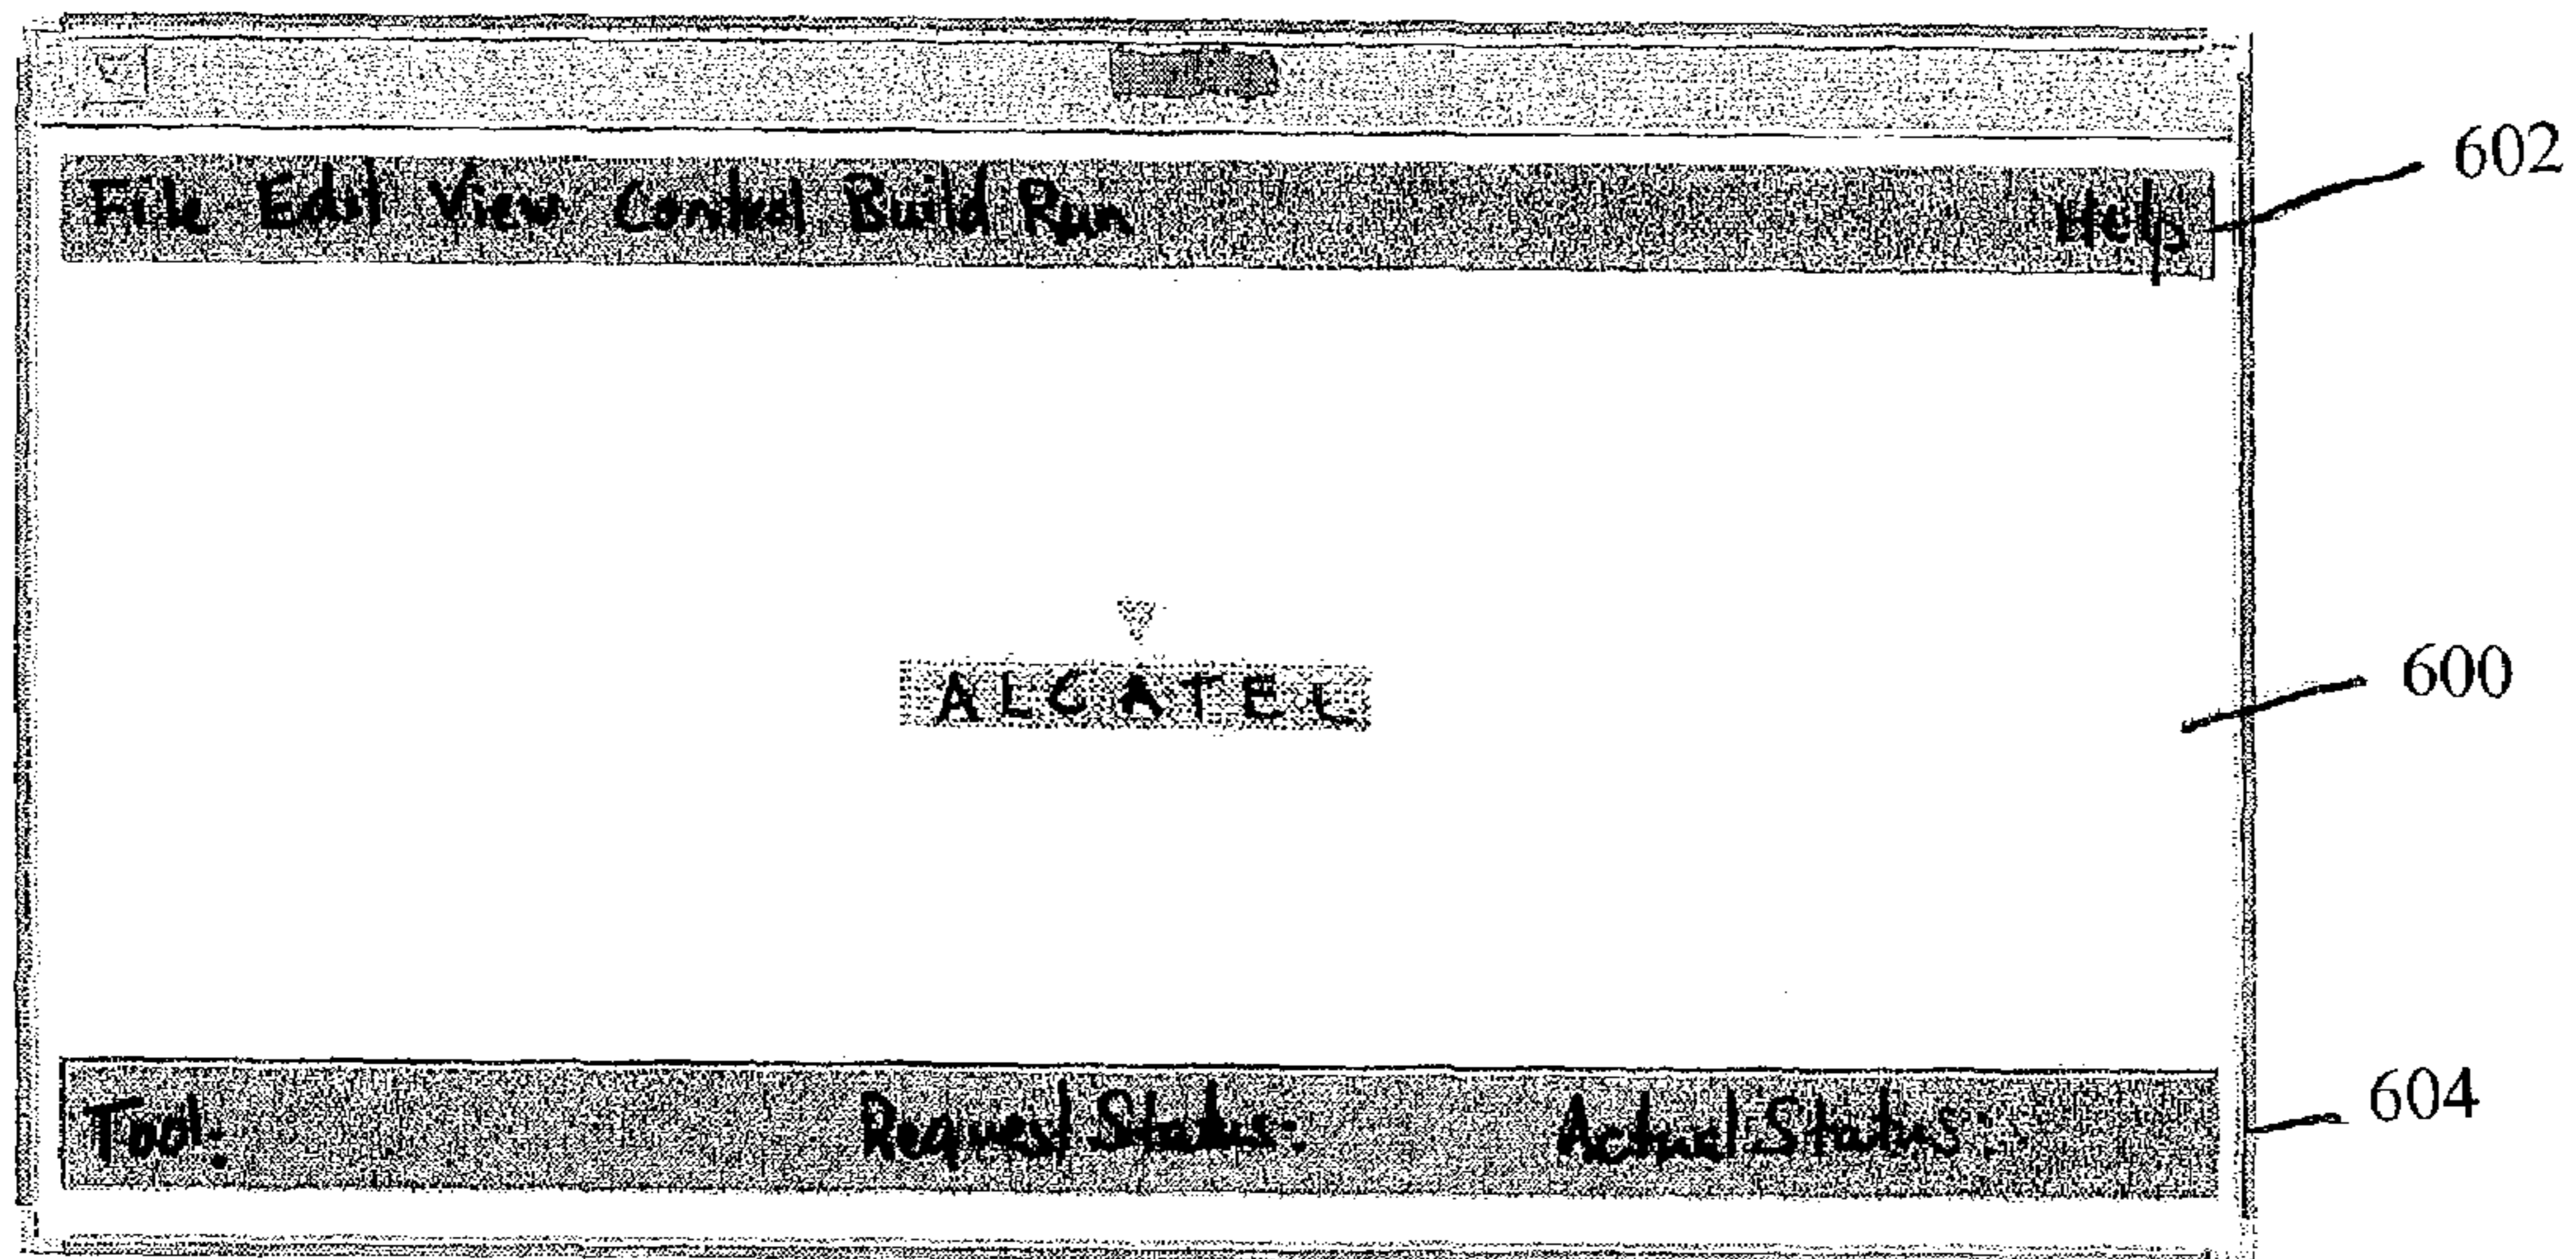 File Edit View Control Build Run Help
602
ALCATEL
600
Tool: Request Status: Actual Status:
604